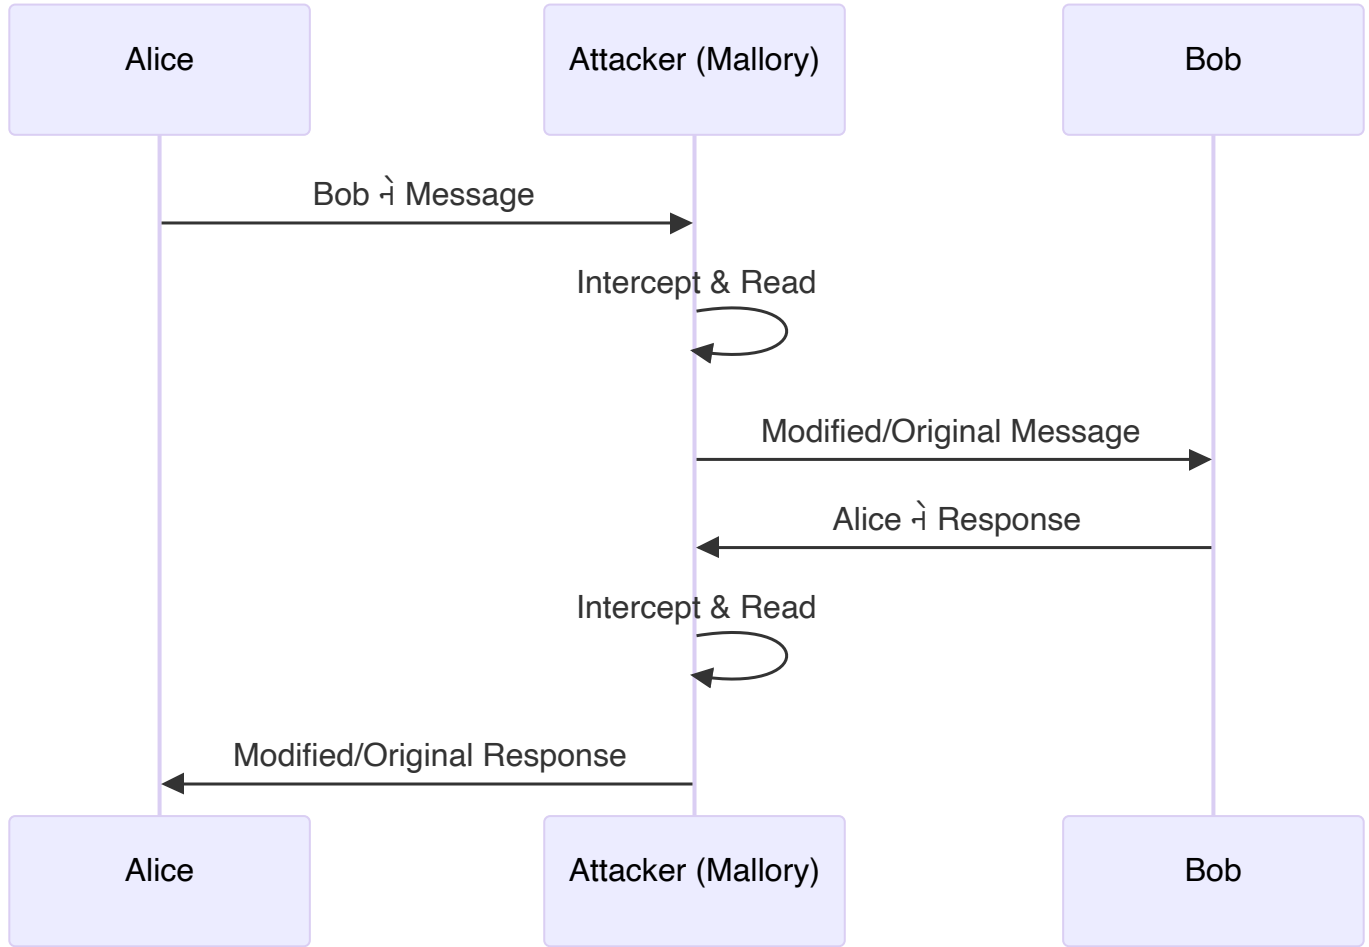 Alice
Attacker (Mallory)
Bob
Bob ને Message
Intercept & Read
Modified/Original Message
Alice ને Response
Intercept & Read
Modified/Original Response
Alice
Attacker (Mallory)
Bob